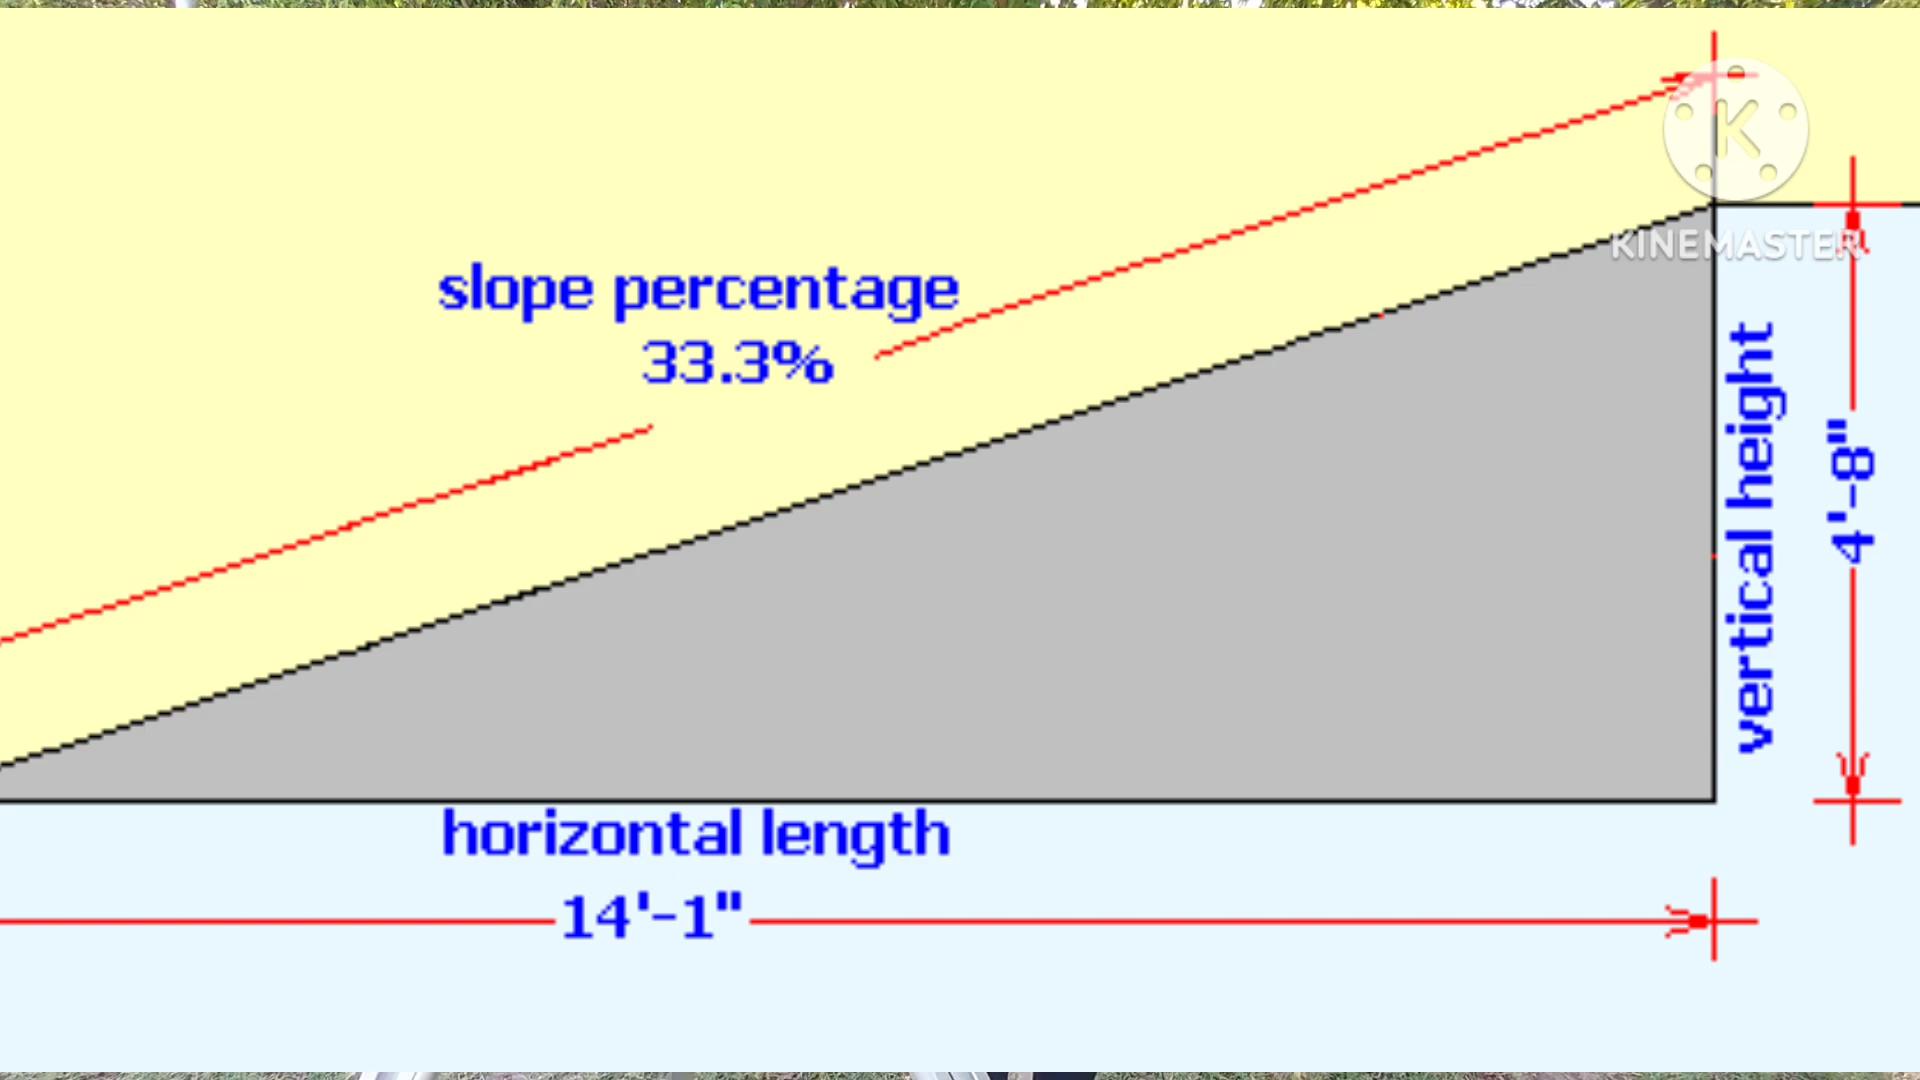 slope percentage
33.3%
K
KINEMASTER
vertical height
4'-8"
horizontal length
14'-1"